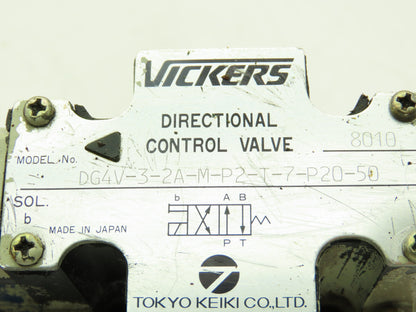 VICKERS
DIRECTIONAL
CONTROL VALVE 8010
MODEL. No. DG4V-3-2A-M-P2-T-7-P20-50
SOL.
b
MADE IN JAPAN
b A B
P T
TOKYO KEIKI CO., LTD.